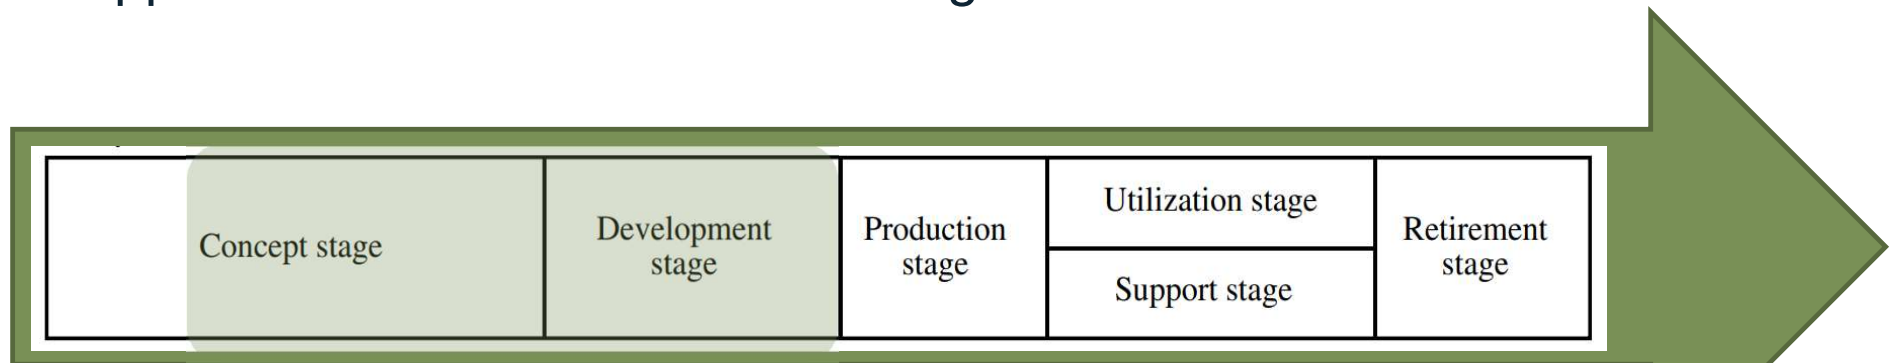 Concept stage
Development
stage
Production
stage
Utilization stage
Support stage
Retirement
stage